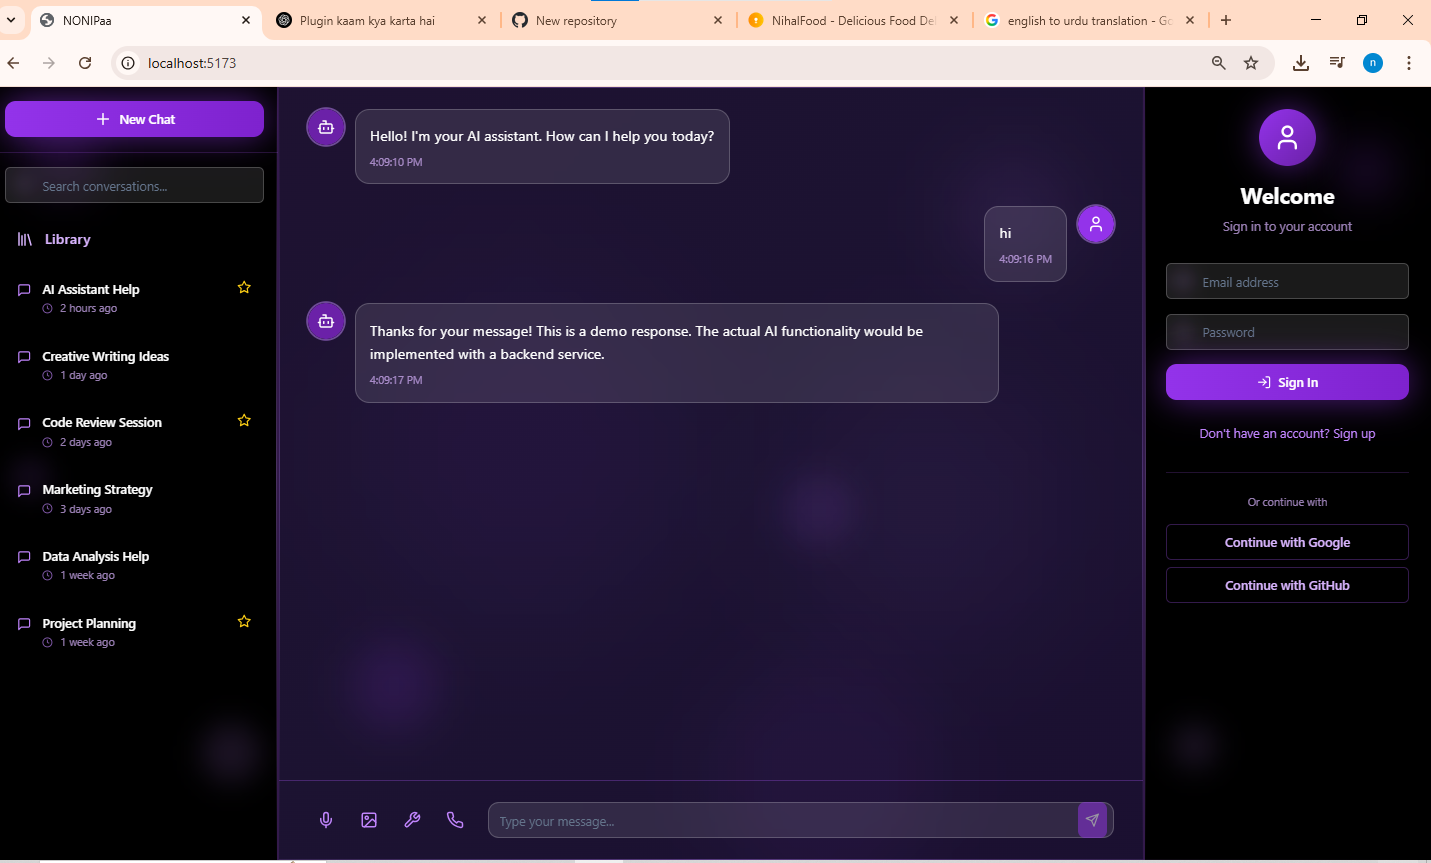 NONIPaa
Plugin kaam kya karta hai
New repository
NihalFood - Delicious Food De
english to urdu translation - Go
localhost:5173
n
New Chat
Search conversations...
Library
AI Assistant Help
2 hours ago
Creative Writing Ideas
1 day ago
Code Review Session
2 days ago
Marketing Strategy
3 days ago
Data Analysis Help
1 week ago
Project Planning
1 week ago
Hello! I'm your AI assistant. How can I help you today?
4:09:10 PM
hi
4:09:16 PM
Thanks for your message! This is a demo response. The actual AI functionality would be
implemented with a backend service.
4:09:17 PM
Type your message...
Welcome
Sign in to your account
Email address
Password
Sign In
Don't have an account? Sign up
Or continue with
Continue with Google
Continue with GitHub